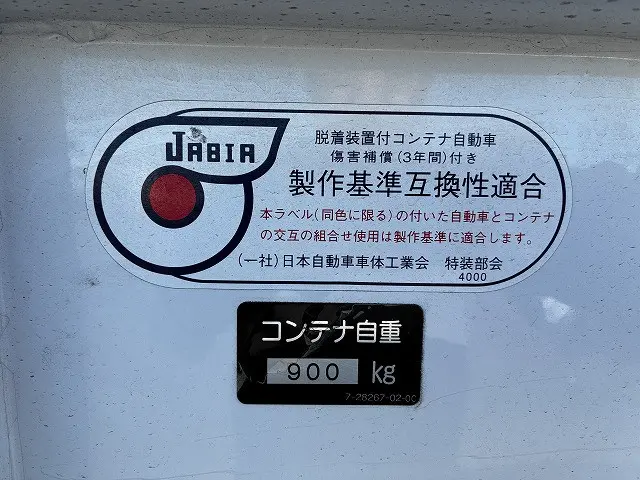 JABIA
脱着装置付コンテナ自動車
傷害補償(3年間)付き
製作基準互換性適合
本ラベル(同色に限る)の付いた自動車とコンテナ
の交互の組合せ使用は製作基準に適合します。
(一社)日本自動車車体工業会 特装部会
4000
コンテナ自重
900 kg
7-28267-02-00